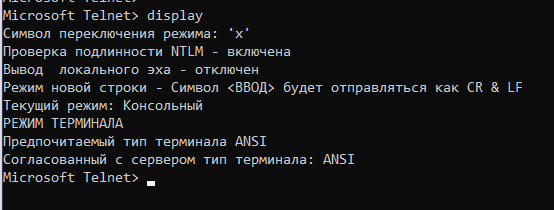 Microsoft Telnet> display
Символ переключения режима: 'x'
Проверка подлинности NTLM - включена
Вывод  локального эха - отключен
Режим новой строки - Символ <ВВОД> будет отправляться как CR & LF
Текущий режим: Консольный
РЕЖИМ ТЕРМИНАЛА
Предпочитаемый тип терминала ANSI
Согласованный с сервером тип терминала: ANSI
Microsoft Telnet>